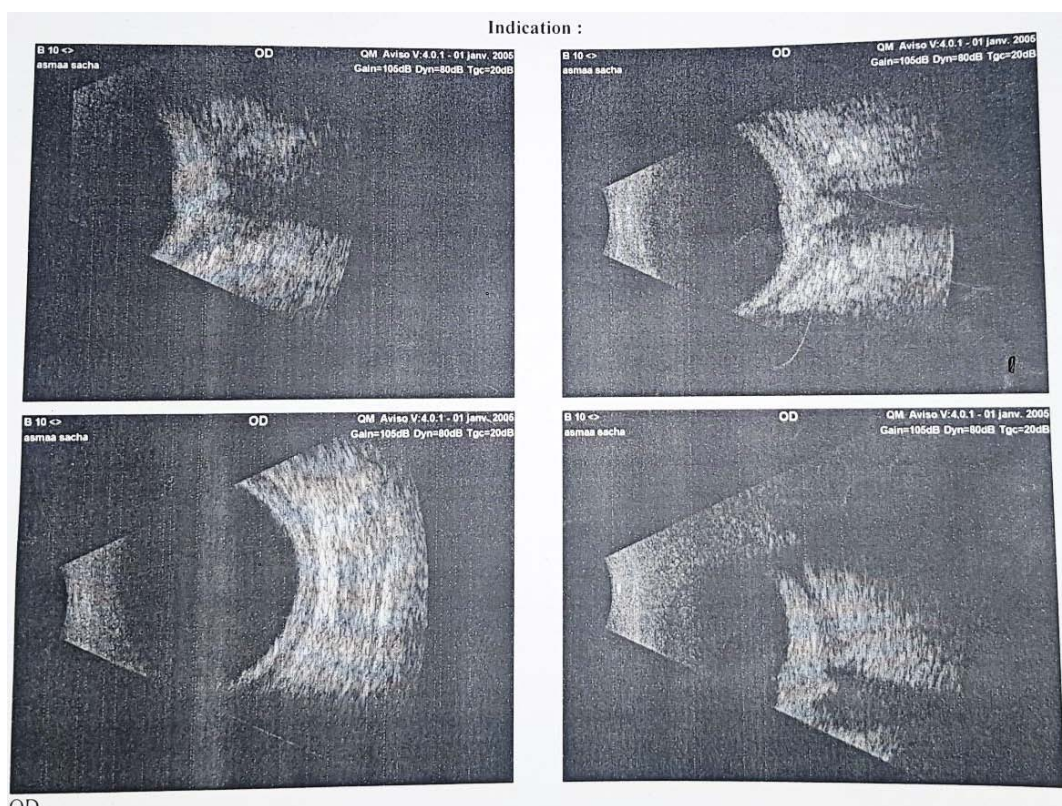 Indication :
B 10 <> OD QM Aviso V:4.0.1 - 01 janv. 2005
asmaa sacha Gain=105dB Dyn=80dB Tgc=20dB
B 10 <> OD QM Aviso V:4.0.1 - 01 janv. 2005
asmaa sacha Gain=105dB Dyn=80dB Tgc=20dB
B 10 <> OD QM Aviso V:4.0.1 - 01 janv. 2005
asmaa sacha Gain=105dB Dyn=80dB Tgc=20dB
B 10 <> OD QM Aviso V:4.0.1 - 01 janv. 2005
asmaa sacha Gain=105dB Dyn=80dB Tgc=20dB
OD